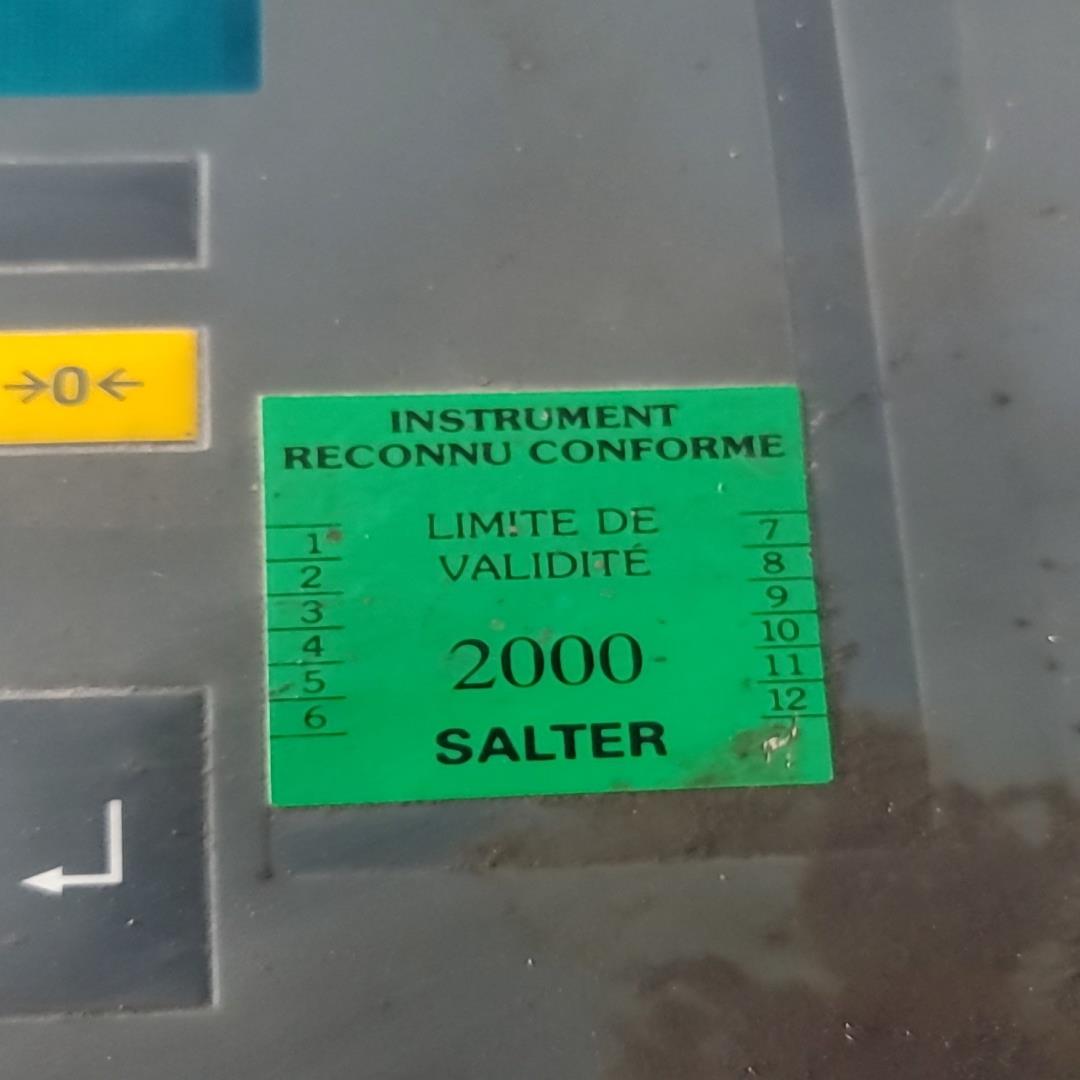 →0←
INSTRUMENT
RECONNU CONFORME
LIMITE DE
VALIDITÉ
1
2
3
4
5
6
7
8
9
10
11
12
2000
SALTER